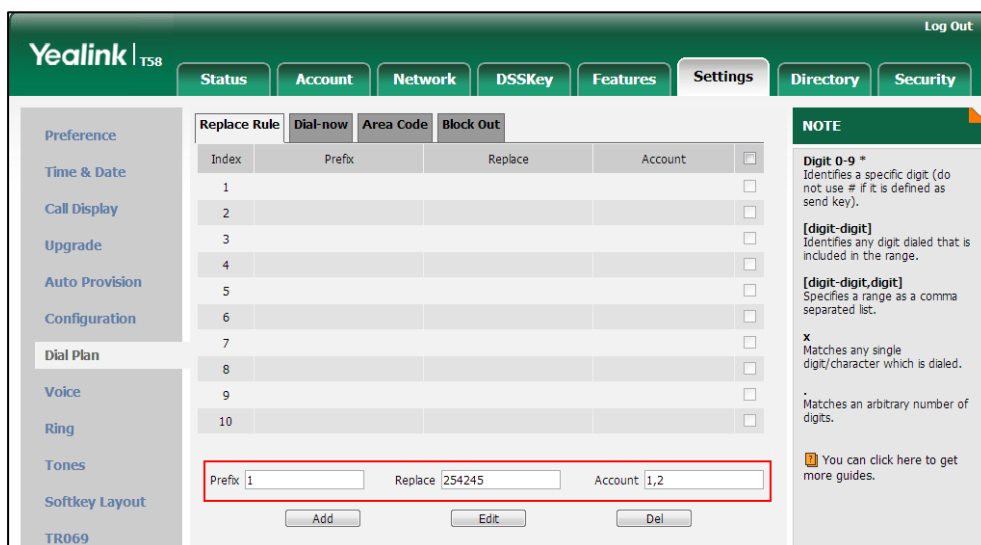 Log Out
Yealink T58
Status Account Network DSSKey Features Settings Directory Security
Preference
Time & Date
Call Display
Upgrade
Auto Provision
Configuration
Dial Plan
Voice
Ring
Tones
Softkey Layout
TR069
Replace Rule Dial-now Area Code Block Out
Index Prefix Replace Account
1
2
3
4
5
6
7
8
9
10
Prefix 1 Replace 254245 Account 1,2
Add Edit Del
NOTE
Digit 0-9 *
Identifies a specific digit (do
not use # if it is defined as
send key).
[digit-digit]
Identifies any digit dialed that is
included in the range.
[digit-digit,digit]
Specifies a range as a comma
separated list.
x
Matches any single
digit/character which is dialed.
.
Matches an arbitrary number of
digits.
? You can click here to get
more guides.